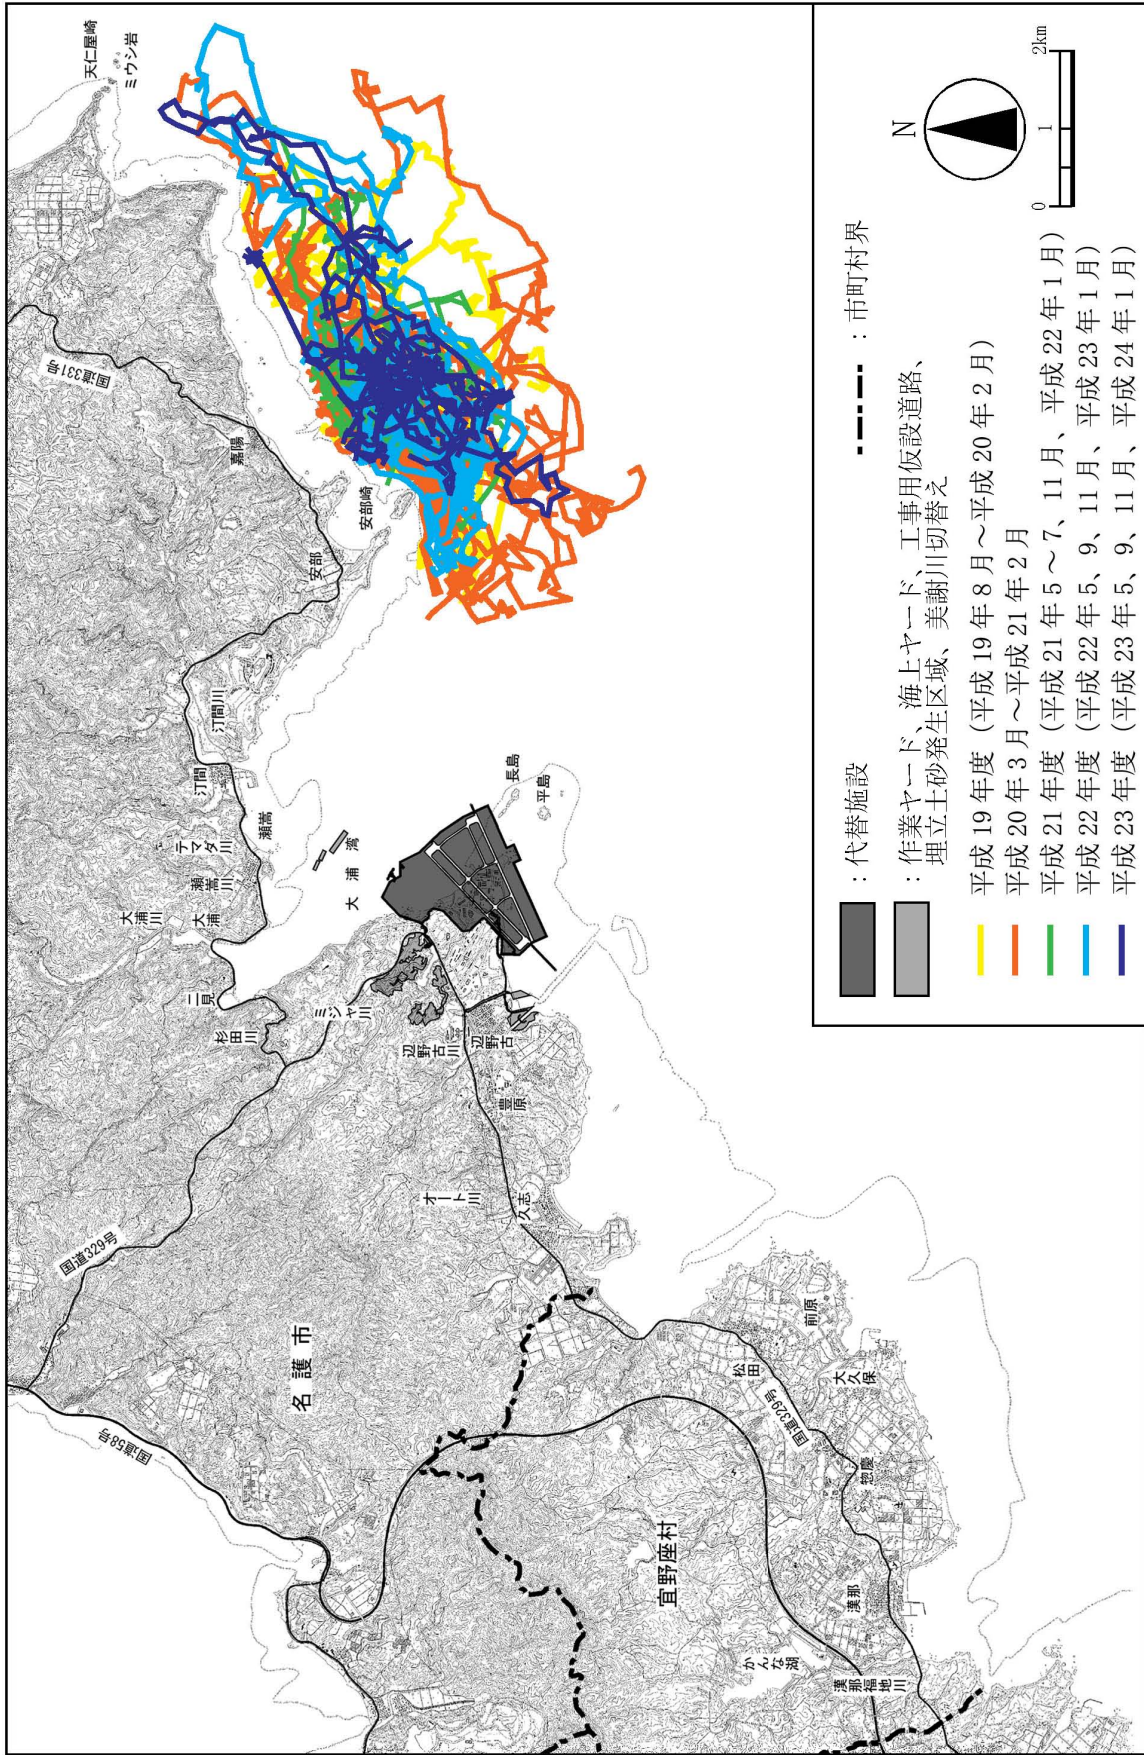 天仁屋崎
ミウシ岩
国道331号
嘉陽
安部崎
安部
汀間川
汀間
テマダ川
瀬嵩
瀬嵩川
大浦川
大浦
大浦湾
二見
杉田川
長島
平島
ミジャ川
辺野古川
辺野古
豊原
国道329号
オート川
久志
名護市
国道58号
前原
松田
大久保
国道329号
惣慶
宜野座村
漢那
かんな湖
漢那福地川
N
0
1
2km
：代替施設
：市町村界
：作業ヤード、海上ヤード、工事用仮設道路、
埋立土砂発生区域、美謝川切替え
平成 19 年度（平成 19 年 8 月～平成 20 年 2 月）
平成 20 年 3 月～平成 21 年 2 月
平成 21 年度（平成 21 年 5～7、11 月、平成 22 年 1 月）
平成 22 年度（平成 22 年 5、9、11 月、平成 23 年 1 月）
平成 23 年度（平成 23 年 5、9、11 月、平成 24 年 1 月）